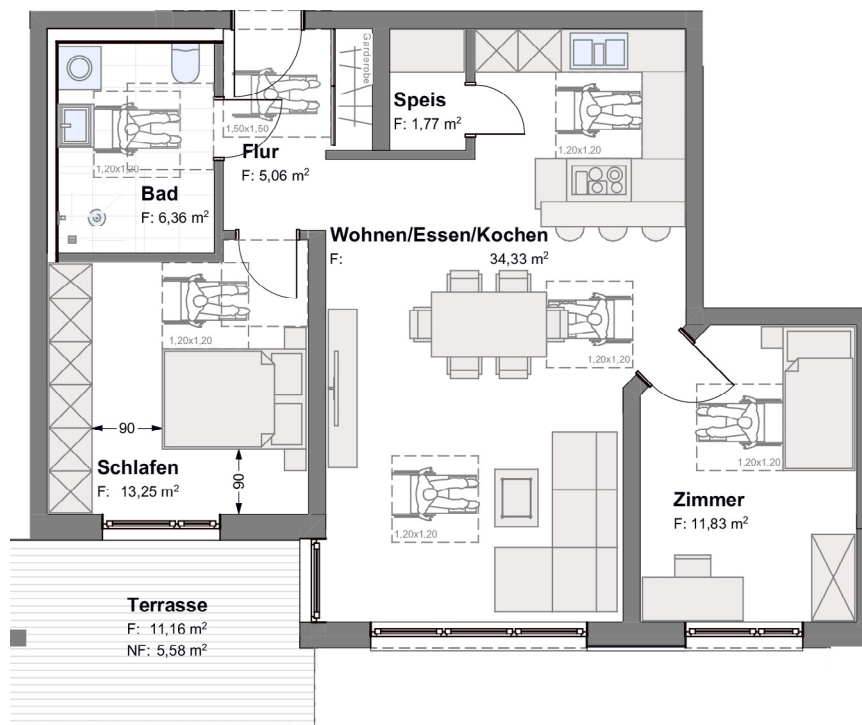 Garderobe
1,50x1,50
Flur
F: 5,06 m²
Speis
F: 1,77 m²
1,20x1,20
1,20x1,20
Bad
F: 6,36 m²
Wohnen/Essen/Kochen
F: 34,33 m²
1,20x1,20
1,20x1,20
90
90
Schlafen
F: 13,25 m²
1,20x1,20
1,20x1,20
Zimmer
F: 11,83 m²
Terrasse
F: 11,16 m²
NF: 5,58 m²